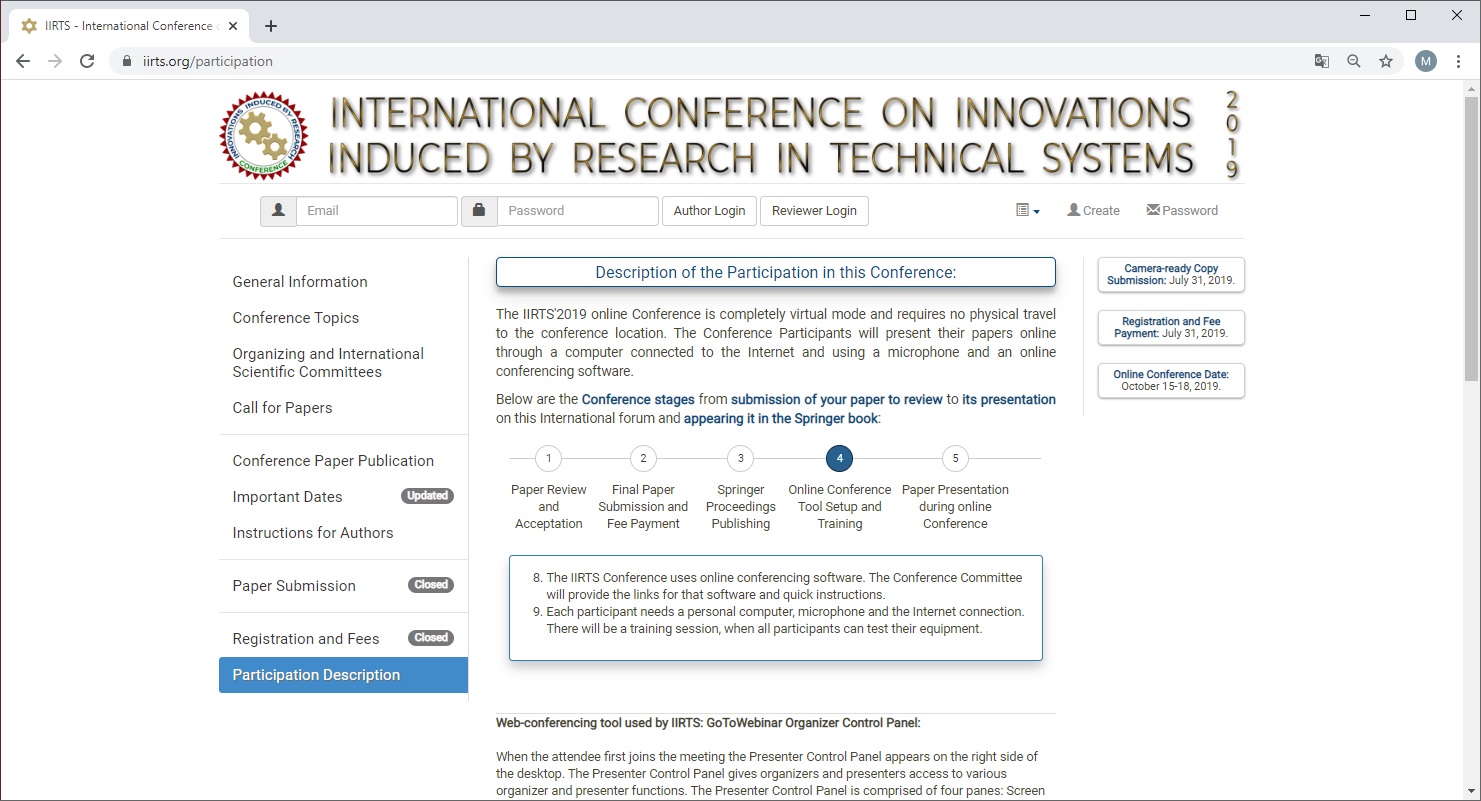 IIRTS - International Conference
iirts.org/participation
M
INNOVATIONS INDUCED BY RESEARCH
CONFERENCE
INTERNATIONAL CONFERENCE ON INNOVATIONS
INDUCED BY RESEARCH IN TECHNICAL SYSTEMS
2019
Email
Password
Author Login
Reviewer Login
Create
Password
General Information
Conference Topics
Organizing and International
Scientific Committees
Call for Papers
Conference Paper Publication
Important Dates
Updated
Instructions for Authors
Paper Submission
Closed
Registration and Fees
Closed
Participation Description
Description of the Participation in this Conference:
The IIRTS'2019 online Conference is completely virtual mode and requires no physical travel
to the conference location. The Conference Participants will present their papers online
through a computer connected to the Internet and using a microphone and an online
conferencing software.
Below are the Conference stages from submission of your paper to review to its presentation
on this International forum and appearing it in the Springer book:
1
Paper Review
and
Acceptation
2
Final Paper
Submission and
Fee Payment
3
Springer
Proceedings
Publishing
4
Online Conference
Tool Setup and
Training
5
Paper Presentation
during online
Conference
8. The IIRTS Conference uses online conferencing software. The Conference Committee
will provide the links for that software and quick instructions.
9. Each participant needs a personal computer, microphone and the Internet connection.
There will be a training session, when all participants can test their equipment.
Web-conferencing tool used by IIRTS: GoToWebinar Organizer Control Panel:
When the attendee first joins the meeting the Presenter Control Panel appears on the right side of
the desktop. The Presenter Control Panel gives organizers and presenters access to various
organizer and presenter functions. The Presenter Control Panel is comprised of four panes: Screen
Camera-ready Copy
Submission: July 31, 2019.
Registration and Fee
Payment: July 31, 2019.
Online Conference Date:
October 15-18, 2019.